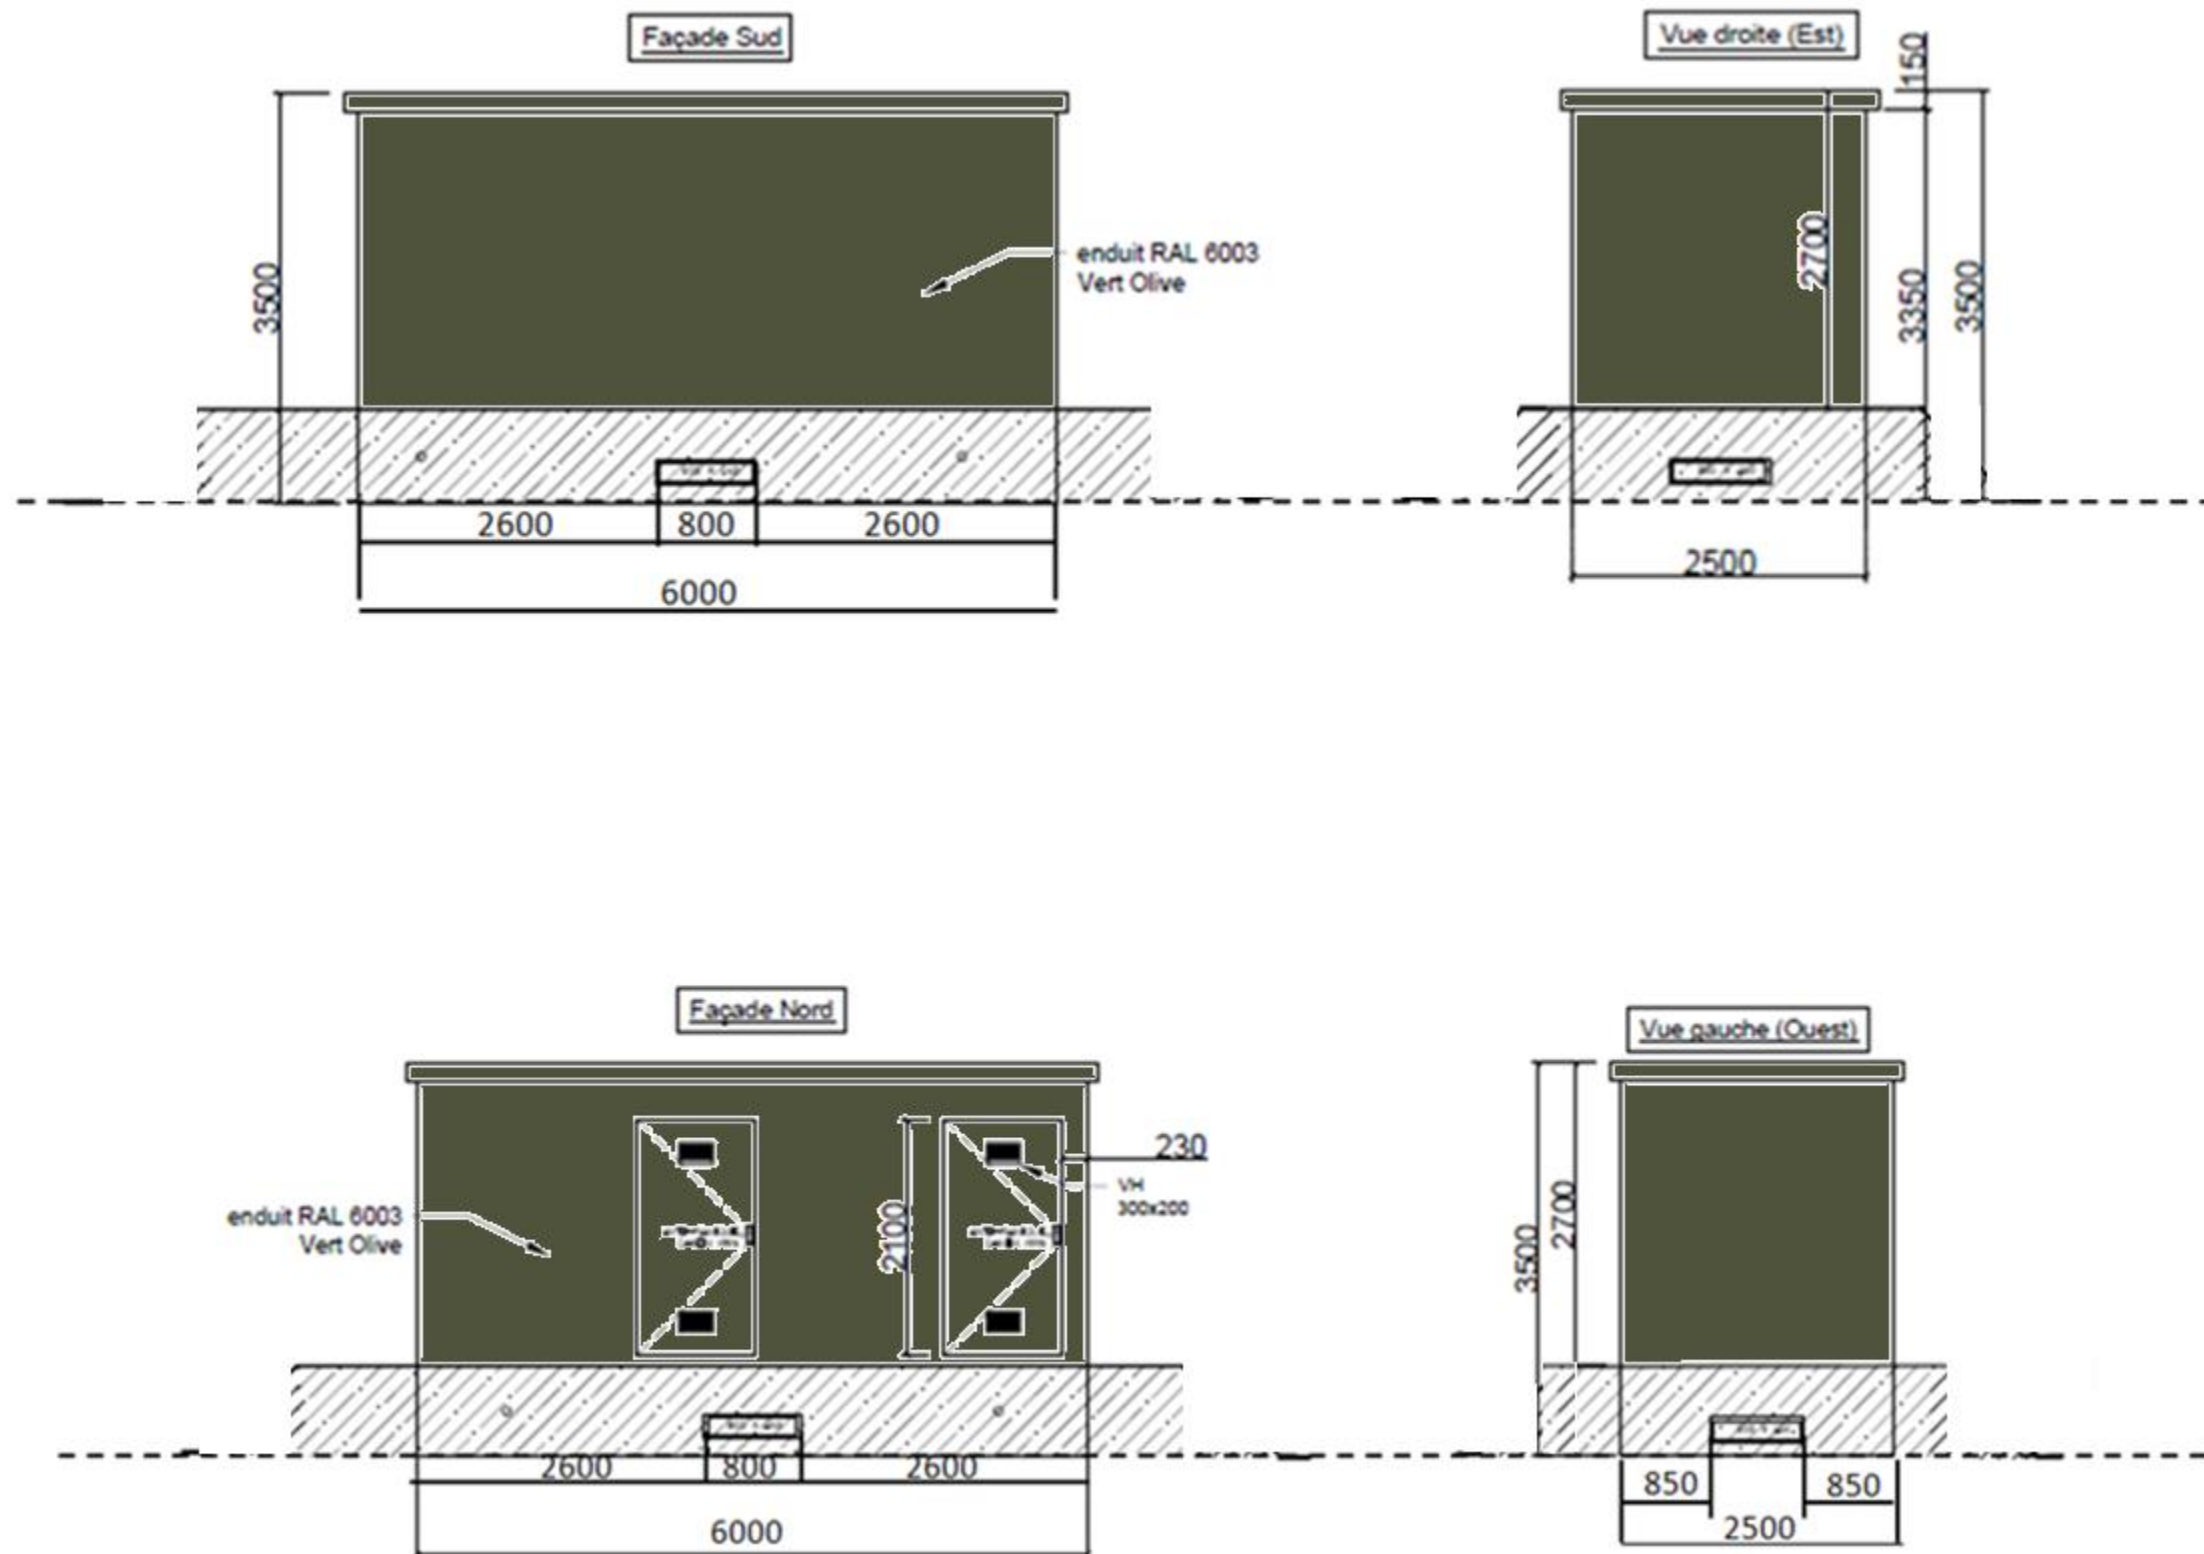 Façade Sud
3500
enduit RAL 6003
Vert Olive
2600
800
2600
6000
Vue droite (Est)
150
2700
3350
3500
2500
Façade Nord
enduit RAL 6003
Vert Olive
2100
230
VH
300x200
2600
800
2600
6000
Vue gauche (Ouest)
3500
2700
850
850
2500